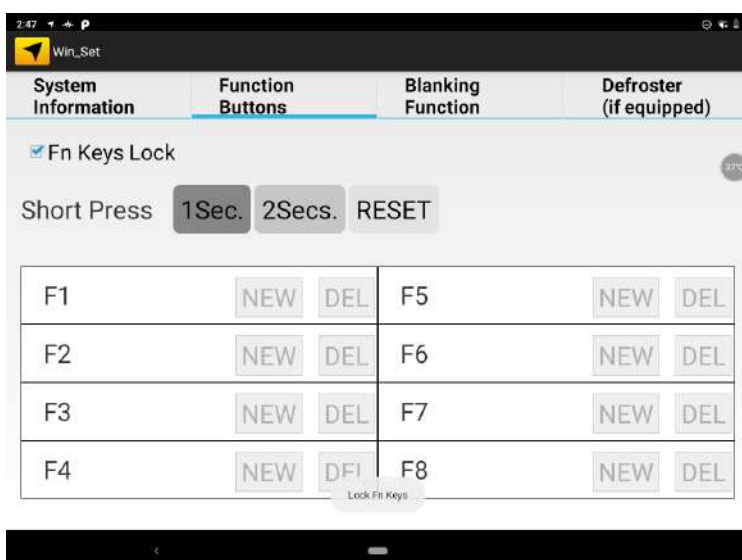 2:47
Win_Set
System Information
Function Buttons
Blanking Function
Defroster (if equipped)
Fn Keys Lock
37°C
Short Press 1Sec. 2Secs. RESET
F1 NEW DEL F5 NEW DEL
F2 NEW DEL F6 NEW DEL
F3 NEW DEL F7 NEW DEL
F4 NEW DEL F8 NEW DEL
Lock Fn Keys